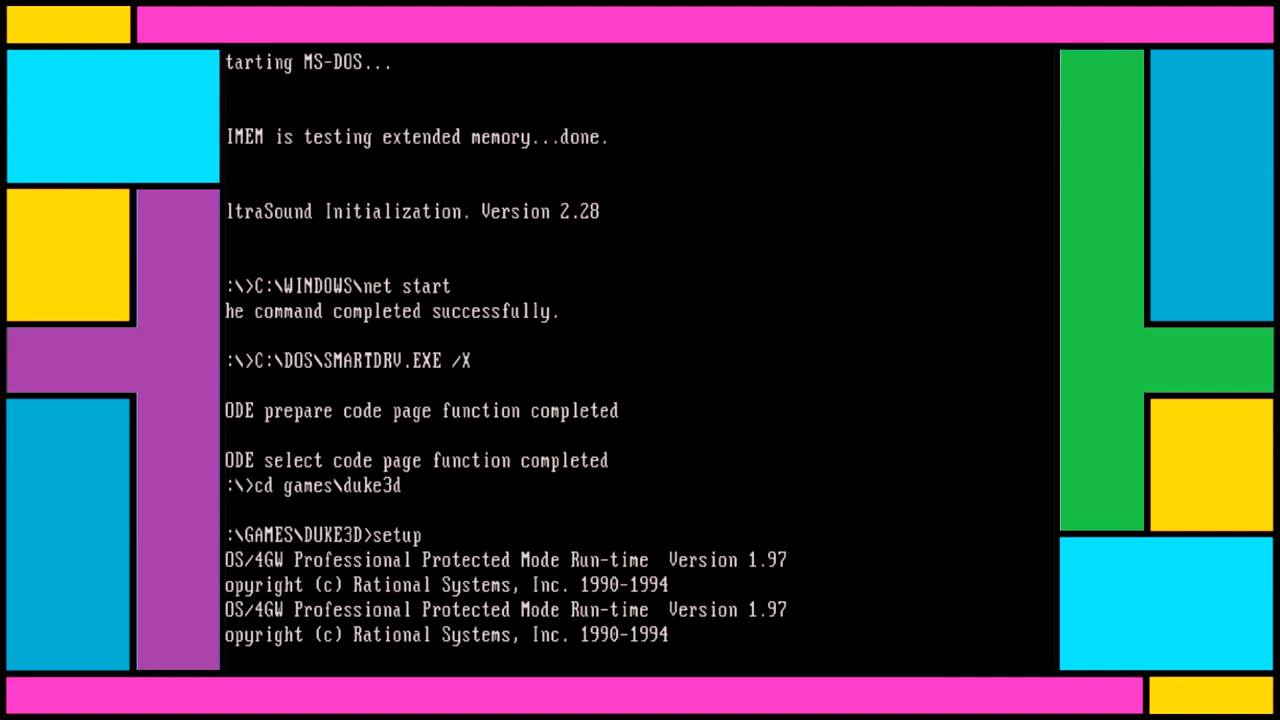 tarting MS-DOS...
IMEM is testing extended memory...done.
ltraSound Initialization. Version 2.28
:\>C:\WINDOWS\net start
he command completed successfully.
:\>C:\DOS\SMARTDRV.EXE /X
ODE prepare code page function completed
ODE select code page function completed
:\>cd games\duke3d
:\GAMES\DUKE3D>setup
OS/4GW Professional Protected Mode Run-time  Version 1.97
opyright (c) Rational Systems, Inc. 1990-1994
OS/4GW Professional Protected Mode Run-time  Version 1.97
opyright (c) Rational Systems, Inc. 1990-1994